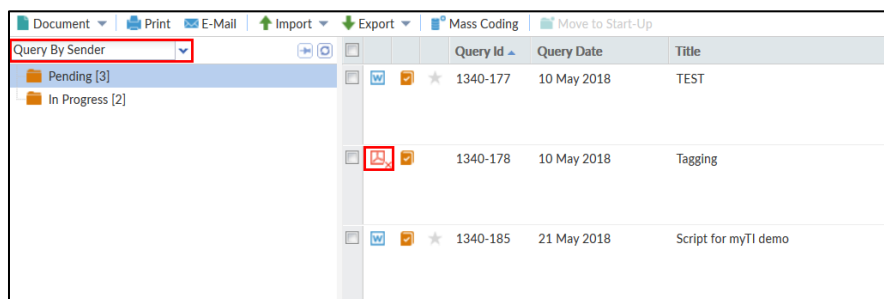 Document Print E-Mail Import Export Mass Coding Move to Start-Up
Query By Sender
Query Id Query Date Title
Pending [3]
In Progress [2]
1340-177 10 May 2018 TEST
1340-178 10 May 2018 Tagging
1340-185 21 May 2018 Script for myTI demo